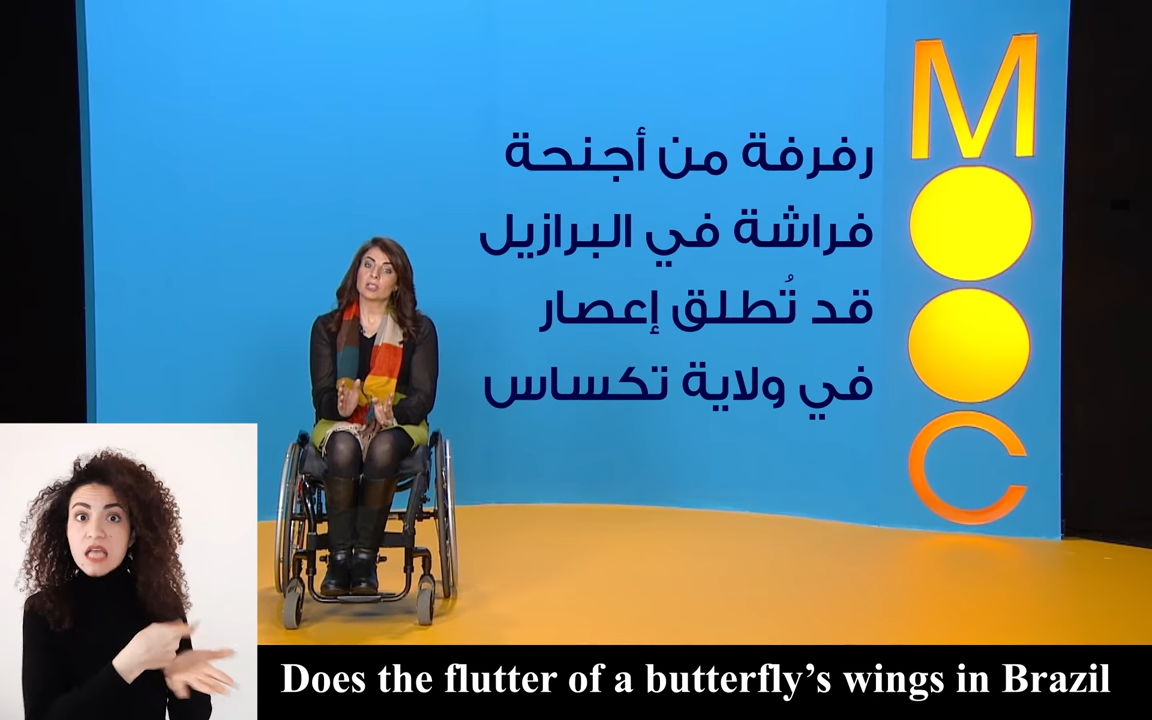 رفرفة من أجنحة
فراشة في البرازيل
قد تُطلق إعصار
في ولاية تكساس
MOOC
Does the flutter of a butterfly’s wings in Brazil